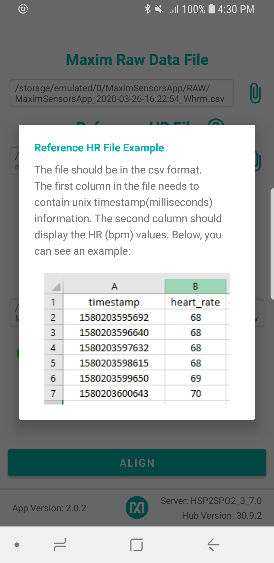 100% 4:30 PM
Maxim Raw Data File
/storage/emulated/0/MaximSensorsApp/RAW/
MaximSensorsApp_2020-03-26-16:22:54_Whrm.csv
Reference HR File
Reference HR File Example
The file should be in the csv format.
The first column in the file needs to
contain unix timestamp(milliseconds)
information. The second column should
display the HR (bpm) values. Below, you
can see an example:
A B
1 timestamp heart_rate
2 1580203595692 68
3 1580203596640 68
4 1580203597632 68
5 1580203598615 68
6 1580203599650 69
7 1580203600643 70
ALIGN
App Version: 2.0.2
Server: HSP2SPO2_3_7.0
Hub Version: 30.9.2